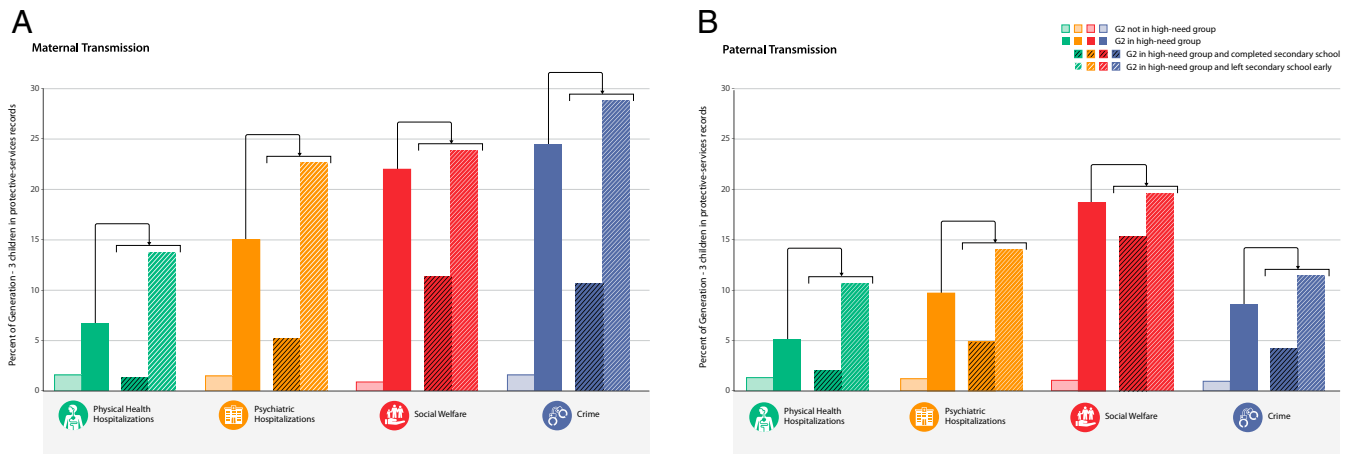 A
Maternal Transmission
Percent of Generation - 3 children in protective-services records
30
25
20
15
10
5
0
Physical Health
Hospitalizations
Psychiatric
Hospitalizations
Social Welfare
Crime
B
Paternal Transmission
G2 not in high-need group
G2 in high-need group
G2 in high-need group and completed secondary school
G2 in high-need group and left secondary school early
Percent of Generation - 3 children in protective-services records
30
25
20
15
10
5
0
Physical Health
Hospitalizations
Psychiatric
Hospitalizations
Social Welfare
Crime